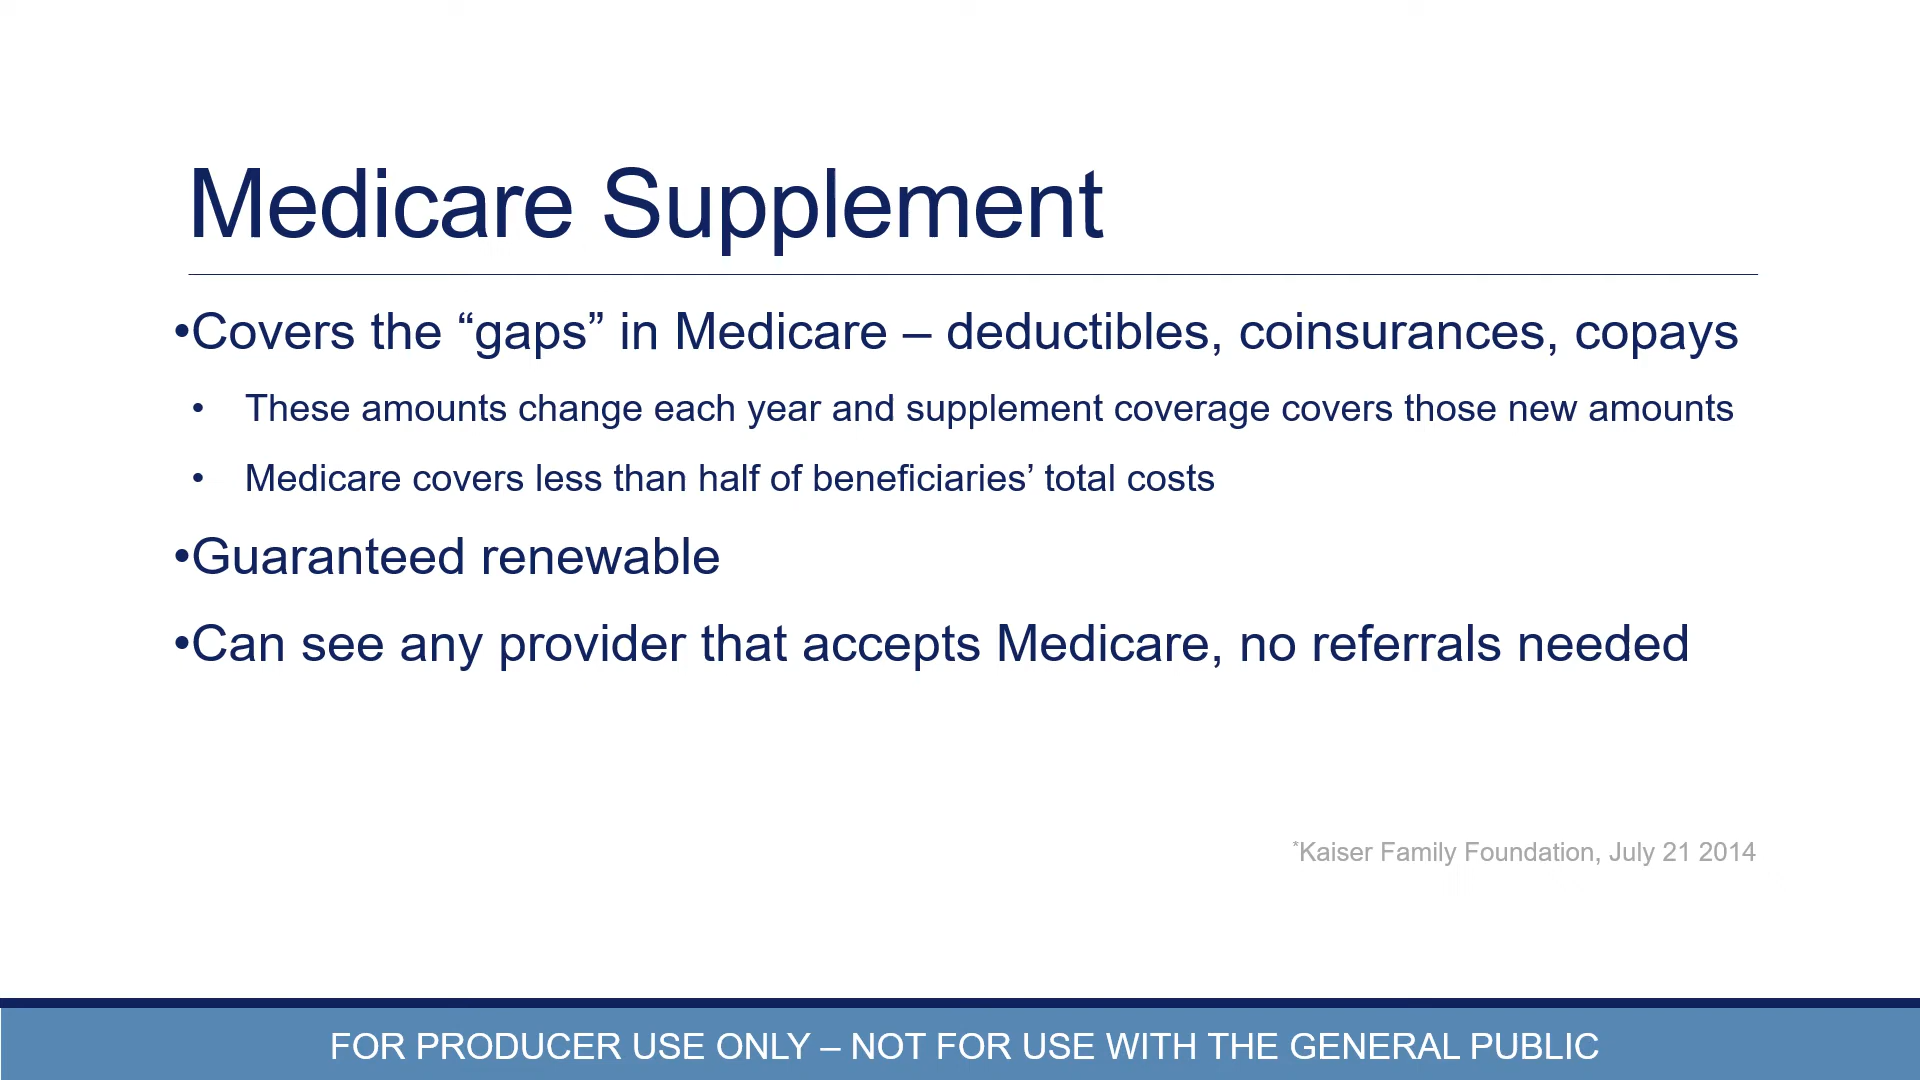 Medicare Supplement
•Covers the “gaps” in Medicare – deductibles, coinsurances, copays
• These amounts change each year and supplement coverage covers those new amounts
• Medicare covers less than half of beneficiaries’ total costs
•Guaranteed renewable
•Can see any provider that accepts Medicare, no referrals needed
*Kaiser Family Foundation, July 21 2014
FOR PRODUCER USE ONLY – NOT FOR USE WITH THE GENERAL PUBLIC